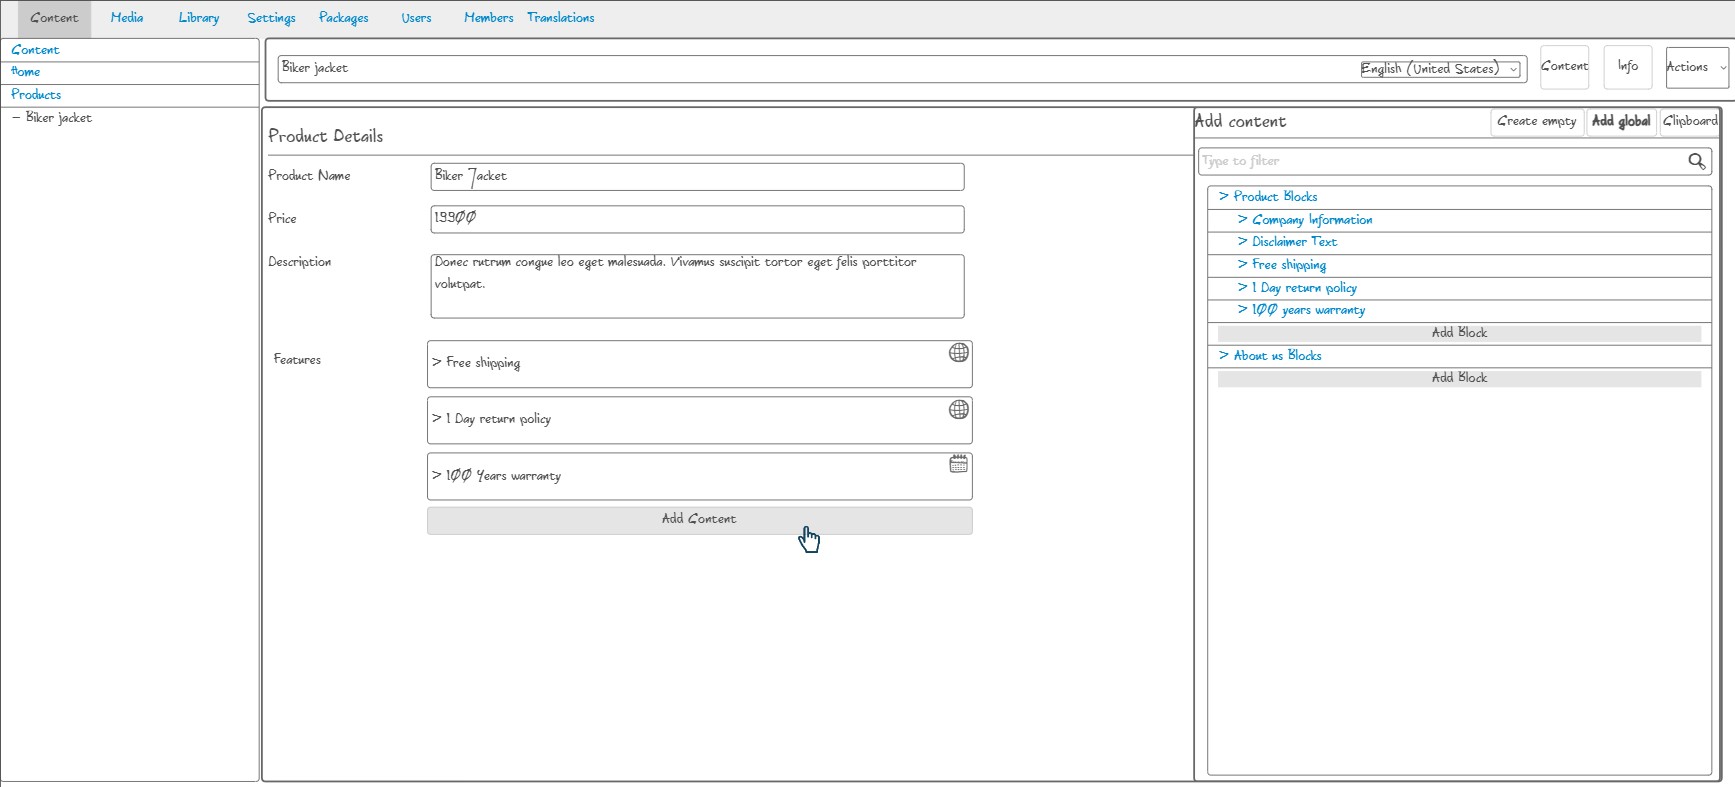 Content Media Library Settings Packages Users Members Translations
Content
Home
Products
– Biker jacket
Biker jacket English (United States) Content Info Actions
Product Details
Product Name Biker Jacket
Price 19900
Description Donec rutrum congue leo eget malesuada. Vivamus suscipit tortor eget felis porttitor
volutpat.
Features
> Free shipping
> 1 Day return policy
> 100 Years warranty
Add Content
Add content Create empty Add global Clipboard
Type to filter
> Product Blocks
> Company Information
> Disclaimer Text
> Free shipping
> 1 Day return policy
> 100 years warranty
Add Block
> About us Blocks
Add Block